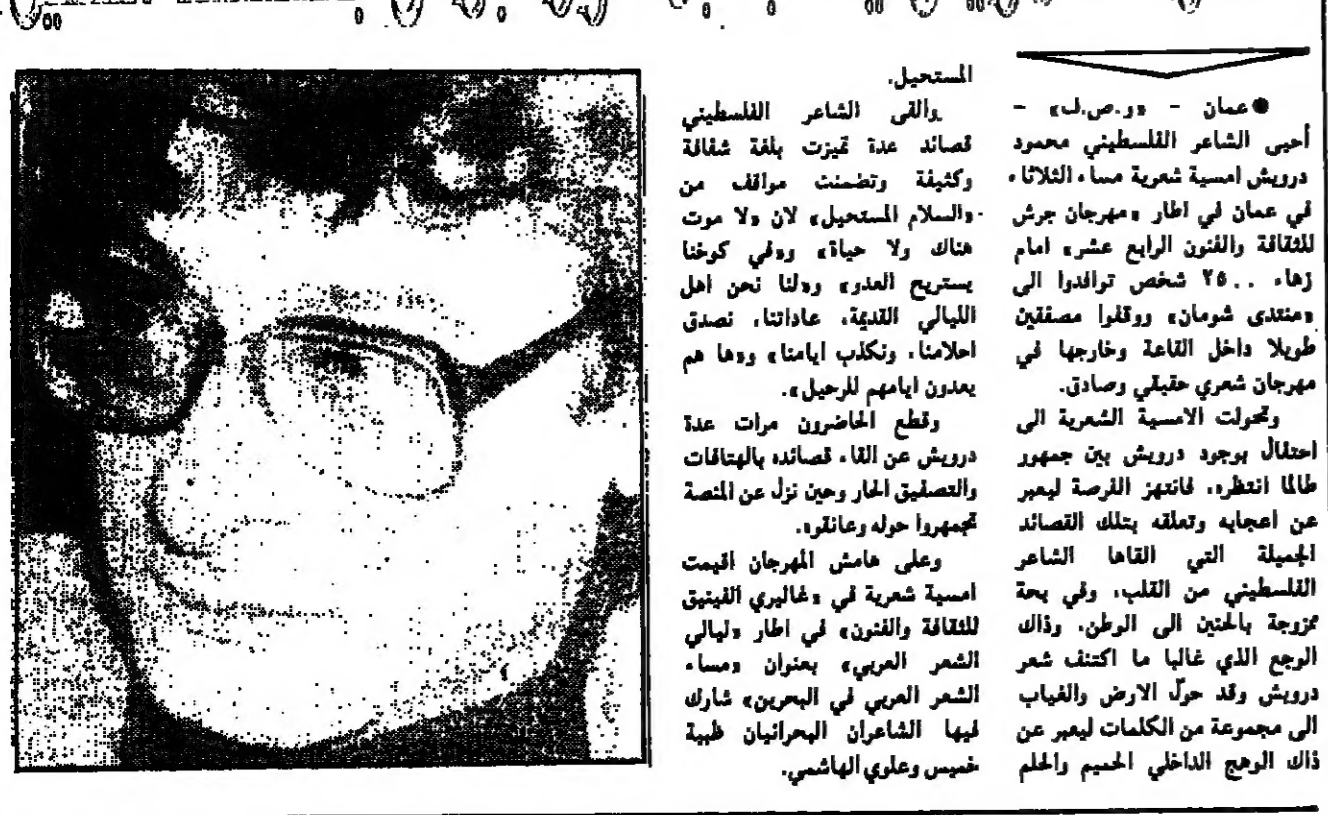 ●عمان - «و.ص.ف» -
أحيى الشاعر الفلسطيني محمود
درويش امسية شعرية مساء الثلاثاء
في عمان في اطار «مهرجان جرش
للثقافة والفنون الرابع عشر» امام
زهاء ٢٥٠٠ شخص توافدوا الى
«منتدى شومان» ووقفوا مصفقين
طويلا داخل القاعة وخارجها في
مهرجان شعري حقيقي وصادق.
وتحولت الامسية الشعرية الى
احتفال بوجود درويش بين جمهور
طالما انتظره، فانتهز الفرصة ليعبر
عن اعجابه وتعلقه بتلك القصائد
الجميلة التي القاها الشاعر
الفلسطيني من القلب، وفي بحة
ممزوجة بالحنين الى الوطن. وذاك
الوجع الذي غالبا ما اكتنف شعر
درويش وقد حوّل الارض والغياب
الى مجموعة من الكلمات ليعبر عن
ذاك الوهج الداخلي الحميم والحلم
المستحيل.
والقى الشاعر الفلسطيني
قصائد عدة تميزت بلغة شفافة
وكثيفة وتضمنت مواقف من
«السلام المستحيل» لان «لا موت
هناك ولا حياة» و«في كوخنا
يستريح العدو» و«لنا نحن اهل
الليالي القديمة، عاداتنا، نصدق
احلامنا، ونكذب ايامنا» و«ها هم
يعدون ايامهم للرحيل».
وقطع الحاضرون مرات عدة
درويش عن القاء قصائده بالهتافات
والتصفيق الحار وحين نزل عن المنصة
تجمهروا حوله وعانقوه.
وعلى هامش المهرجان اقيمت
امسية شعرية في «غاليري الفينيق
للثقافة والفنون» في اطار «ليالي
الشعر العربي» بعنوان «مساء
الشعر العربي في البحرين» شارك
فيها الشاعران البحرانيان ظبية
خميس وعلوي الهاشمي.